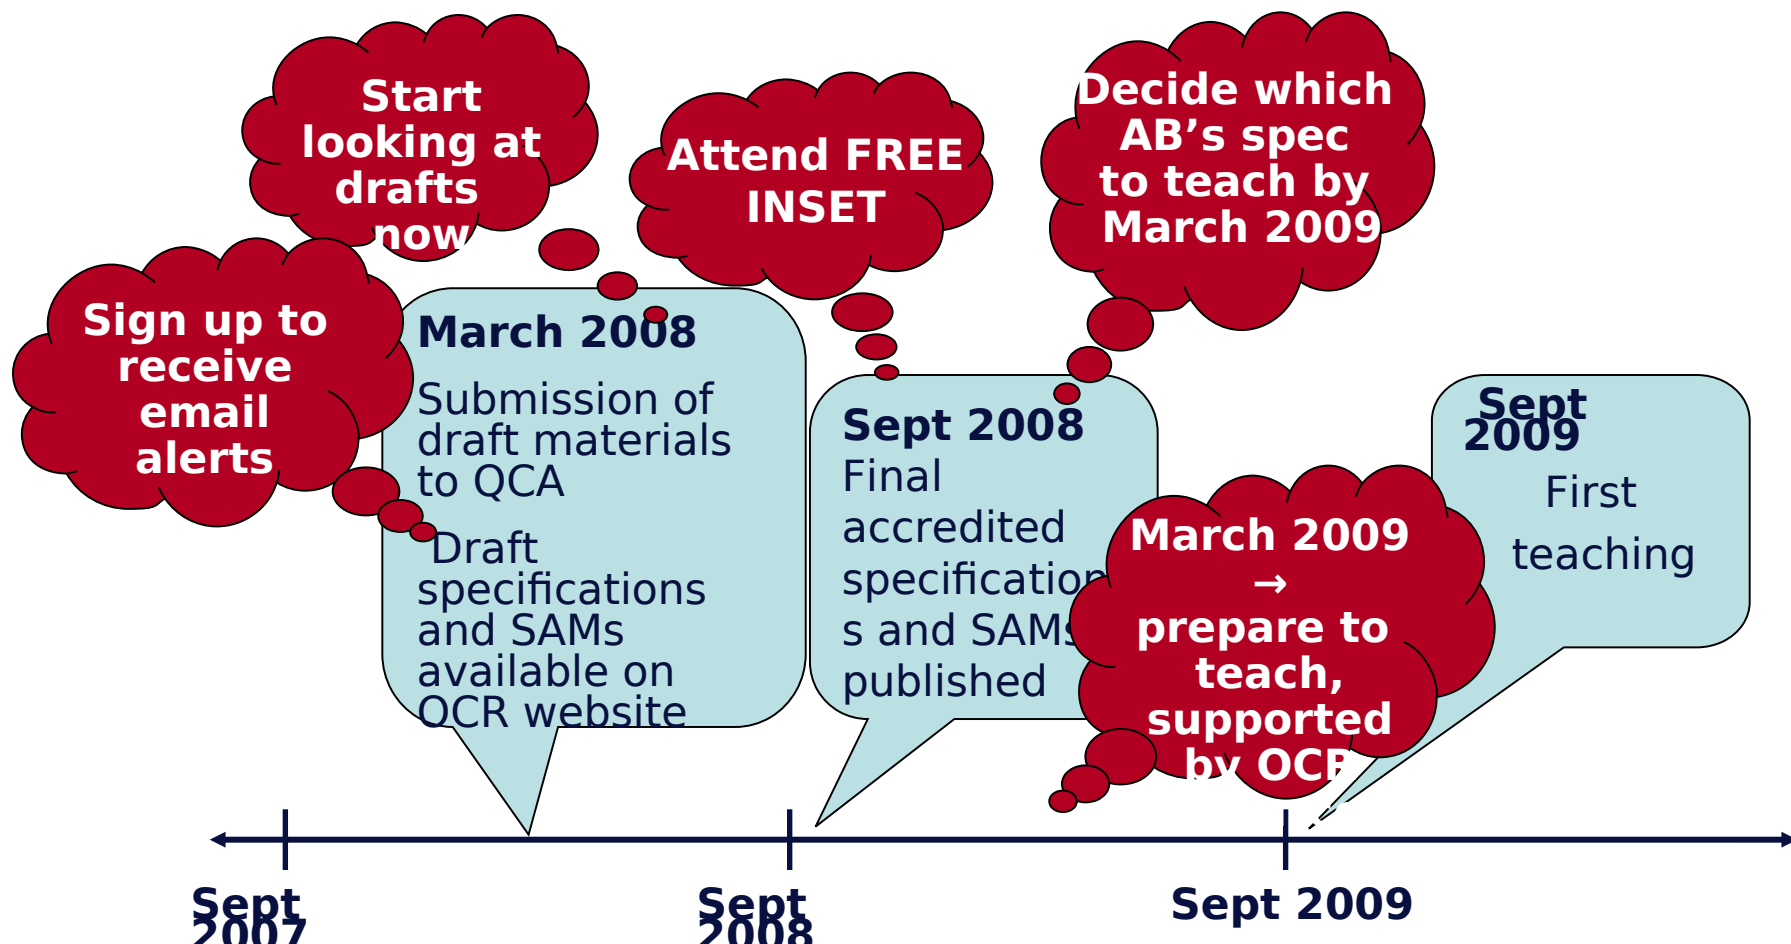 Start
looking at
drafts
now
Attend FREE
INSET
Decide which
AB’s spec
to teach by
March 2009
Sign up to
receive
email
alerts
March 2008
Submission of
draft materials
to QCA
Draft
specifications
and SAMs
available on
OCR website
Sept 2008
Final
accredited
specification
s and SAMs
published
March 2009
→
prepare to
teach,
supported
by OCR
Sept
2009
First
teaching
Sept
2007
Sept
2008
Sept 2009